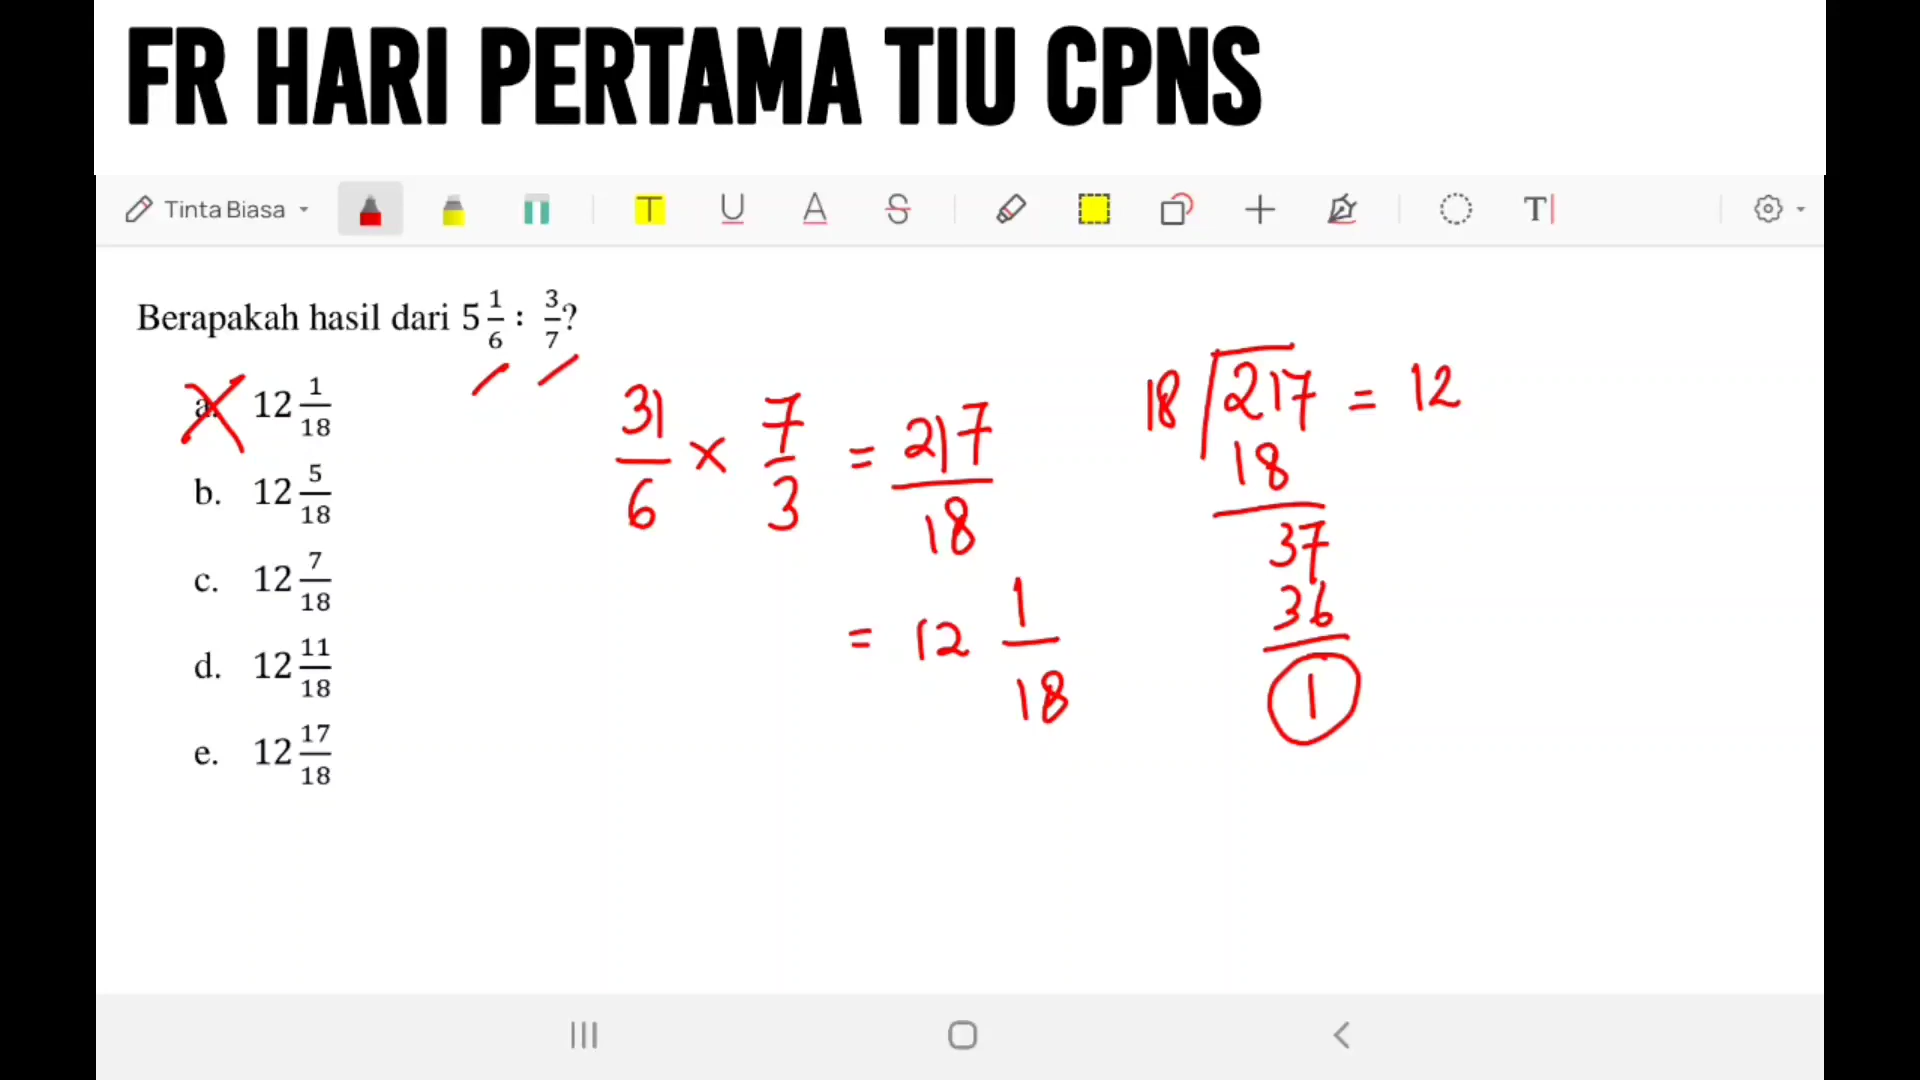 FR HARI PERTAMA TIU CPNS
Tinta Biasa
Berapakah hasil dari 5 1/6 : 3/7?
a. 12 1/18
b. 12 5/18
c. 12 7/18
d. 12 11/18
e. 12 17/18
31/6 × 7/3 = 217/18
= 12 1/18
18 217 = 12
18
37
36
1